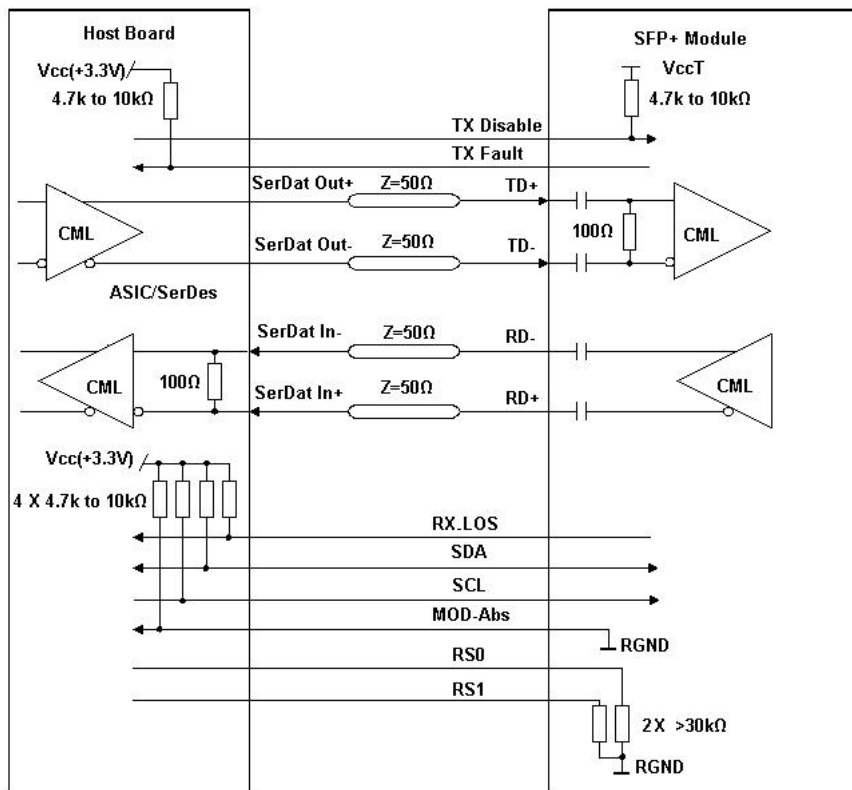 Host Board
SFP+ Module
Vcc(+3.3V)
VccT
4.7k to 10kΩ
4.7k to 10kΩ
TX Disable
TX Fault
SerDat Out+
Z=50Ω
TD+
CML
100Ω
CML
SerDat Out-
Z=50Ω
TD-
ASIC/SerDes
SerDat In-
Z=50Ω
RD-
CML
100Ω
CML
SerDat In+
Z=50Ω
RD+
Vcc(+3.3V)
4 X 4.7k to 10kΩ
RX_LOS
SDA
SCL
MOD-Abs
RGND
RS0
RS1
2X >30kΩ
RGND